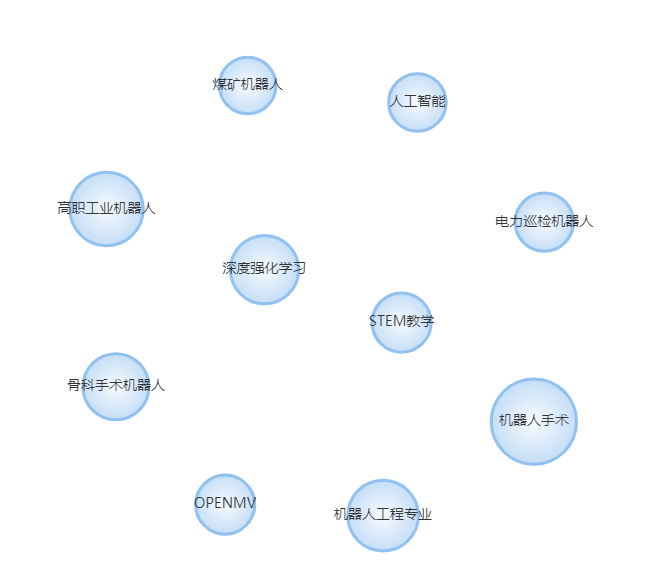 煤矿机器人
人工智能
高职工业机器人
电力巡检机器人
深度强化学习
STEM教学
骨科手术机器人
机器人手术
OPENMV
机器人工程专业